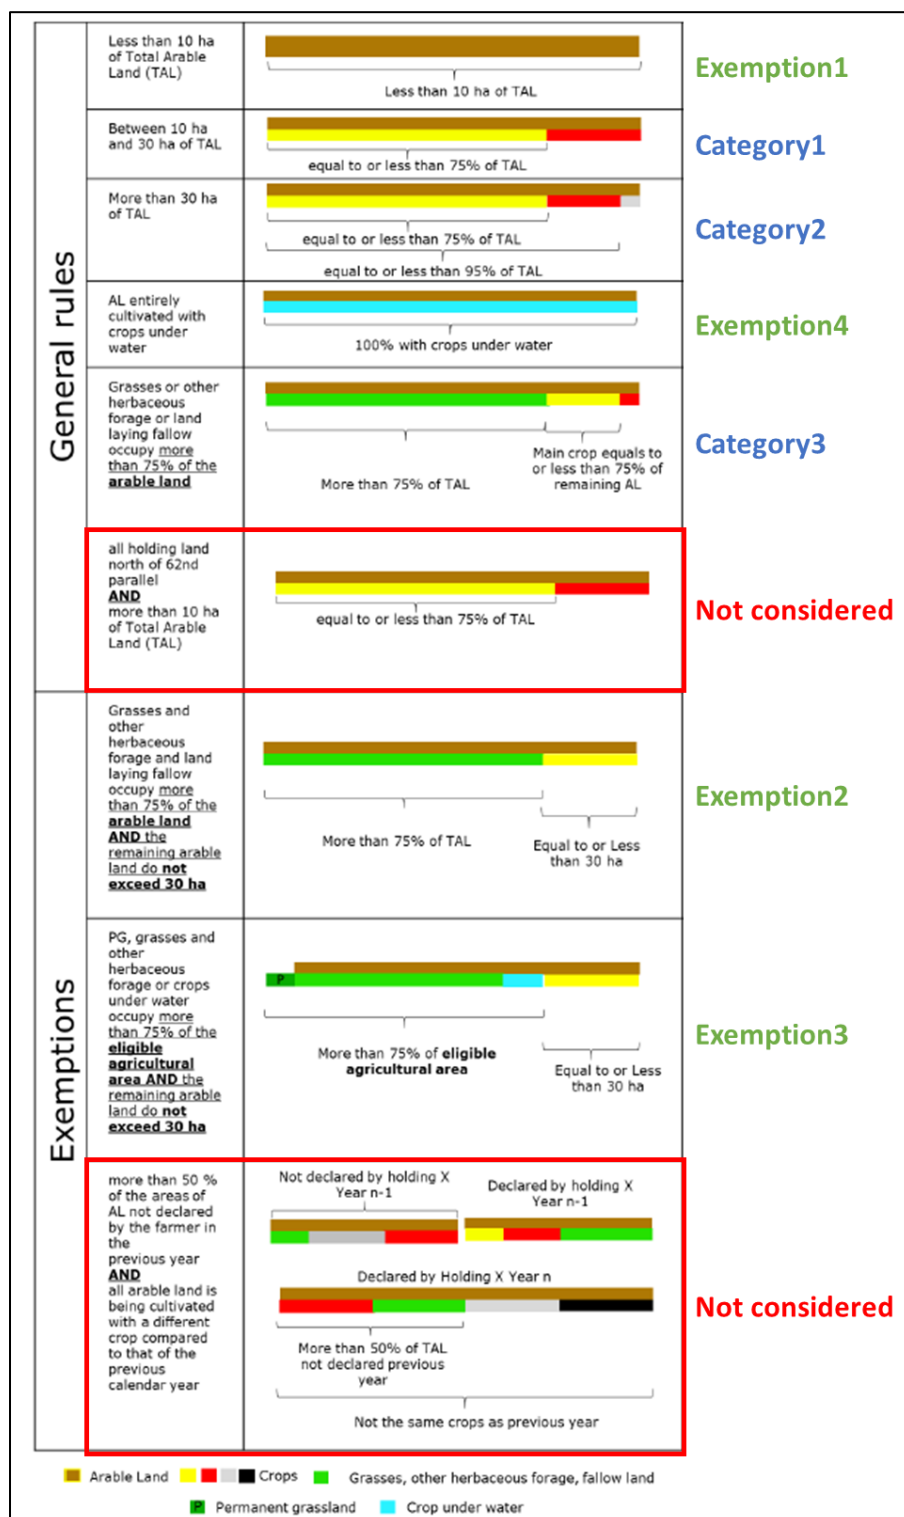 General rules
Less than 10 ha
of Total Arable
Land (TAL)
Less than 10 ha of TAL
Exemption1
Between 10 ha
and 30 ha of TAL
equal to or less than 75% of TAL
Category1
More than 30 ha
of TAL
equal to or less than 75% of TAL
equal to or less than 95% of TAL
Category2
AL entirely
cultivated with
crops under
water
100% with crops under water
Exemption4
Grasses or other
herbaceous
forage or land
laying fallow
occupy more
than 75% of the
arable land
More than 75% of TAL
Main crop equals to
or less than 75% of
remaining AL
Category3
all holding land
north of 62nd
parallel
AND
more than 10 ha
of Total Arable
Land (TAL)
equal to or less than 75% of TAL
Not considered
Exemptions
Grasses and
other
herbaceous
forage and land
laying fallow
occupy more
than 75% of the
arable land
AND the
remaining arable
land do not
exceed 30 ha
More than 75% of TAL
Equal to or Less
than 30 ha
Exemption2
PG, grasses and
other
herbaceous
forage or crops
under water
occupy more
than 75% of the
eligible
agricultural
area AND the
remaining arable
land do not
exceed 30 ha
P
More than 75% of eligible
agricultural area
Equal to or Less
than 30 ha
Exemption3
more than 50 %
of the areas of
AL not declared
by the farmer in
the
previous year
AND
all arable land is
being cultivated
with a different
crop compared
to that of the
previous
calendar year
Not declared by holding X
Year n-1
Declared by holding X
Year n-1
Declared by Holding X Year n
More than 50% of TAL
not declared previous
year
Not the same crops as previous year
Not considered
Arable Land
Crops
Grasses, other herbaceous forage, fallow land
P Permanent grassland
Crop under water